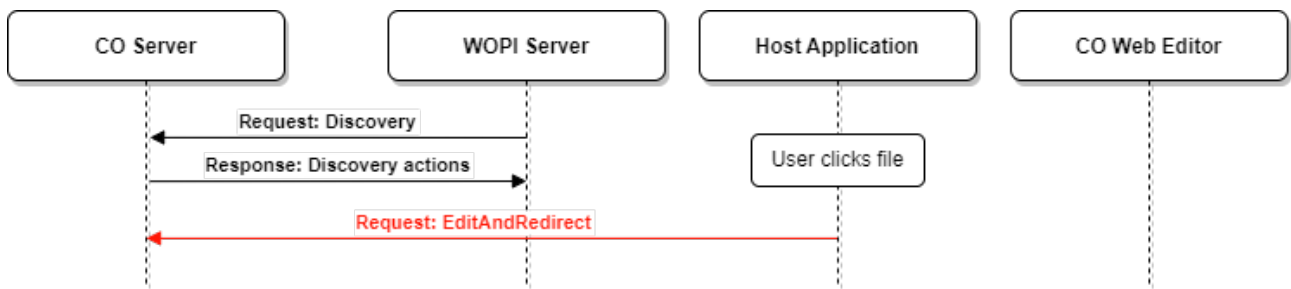 CO Server
WOPI Server
Host Application
CO Web Editor
Request: Discovery
User clicks file
Response: Discovery actions
Request: EditAndRedirect